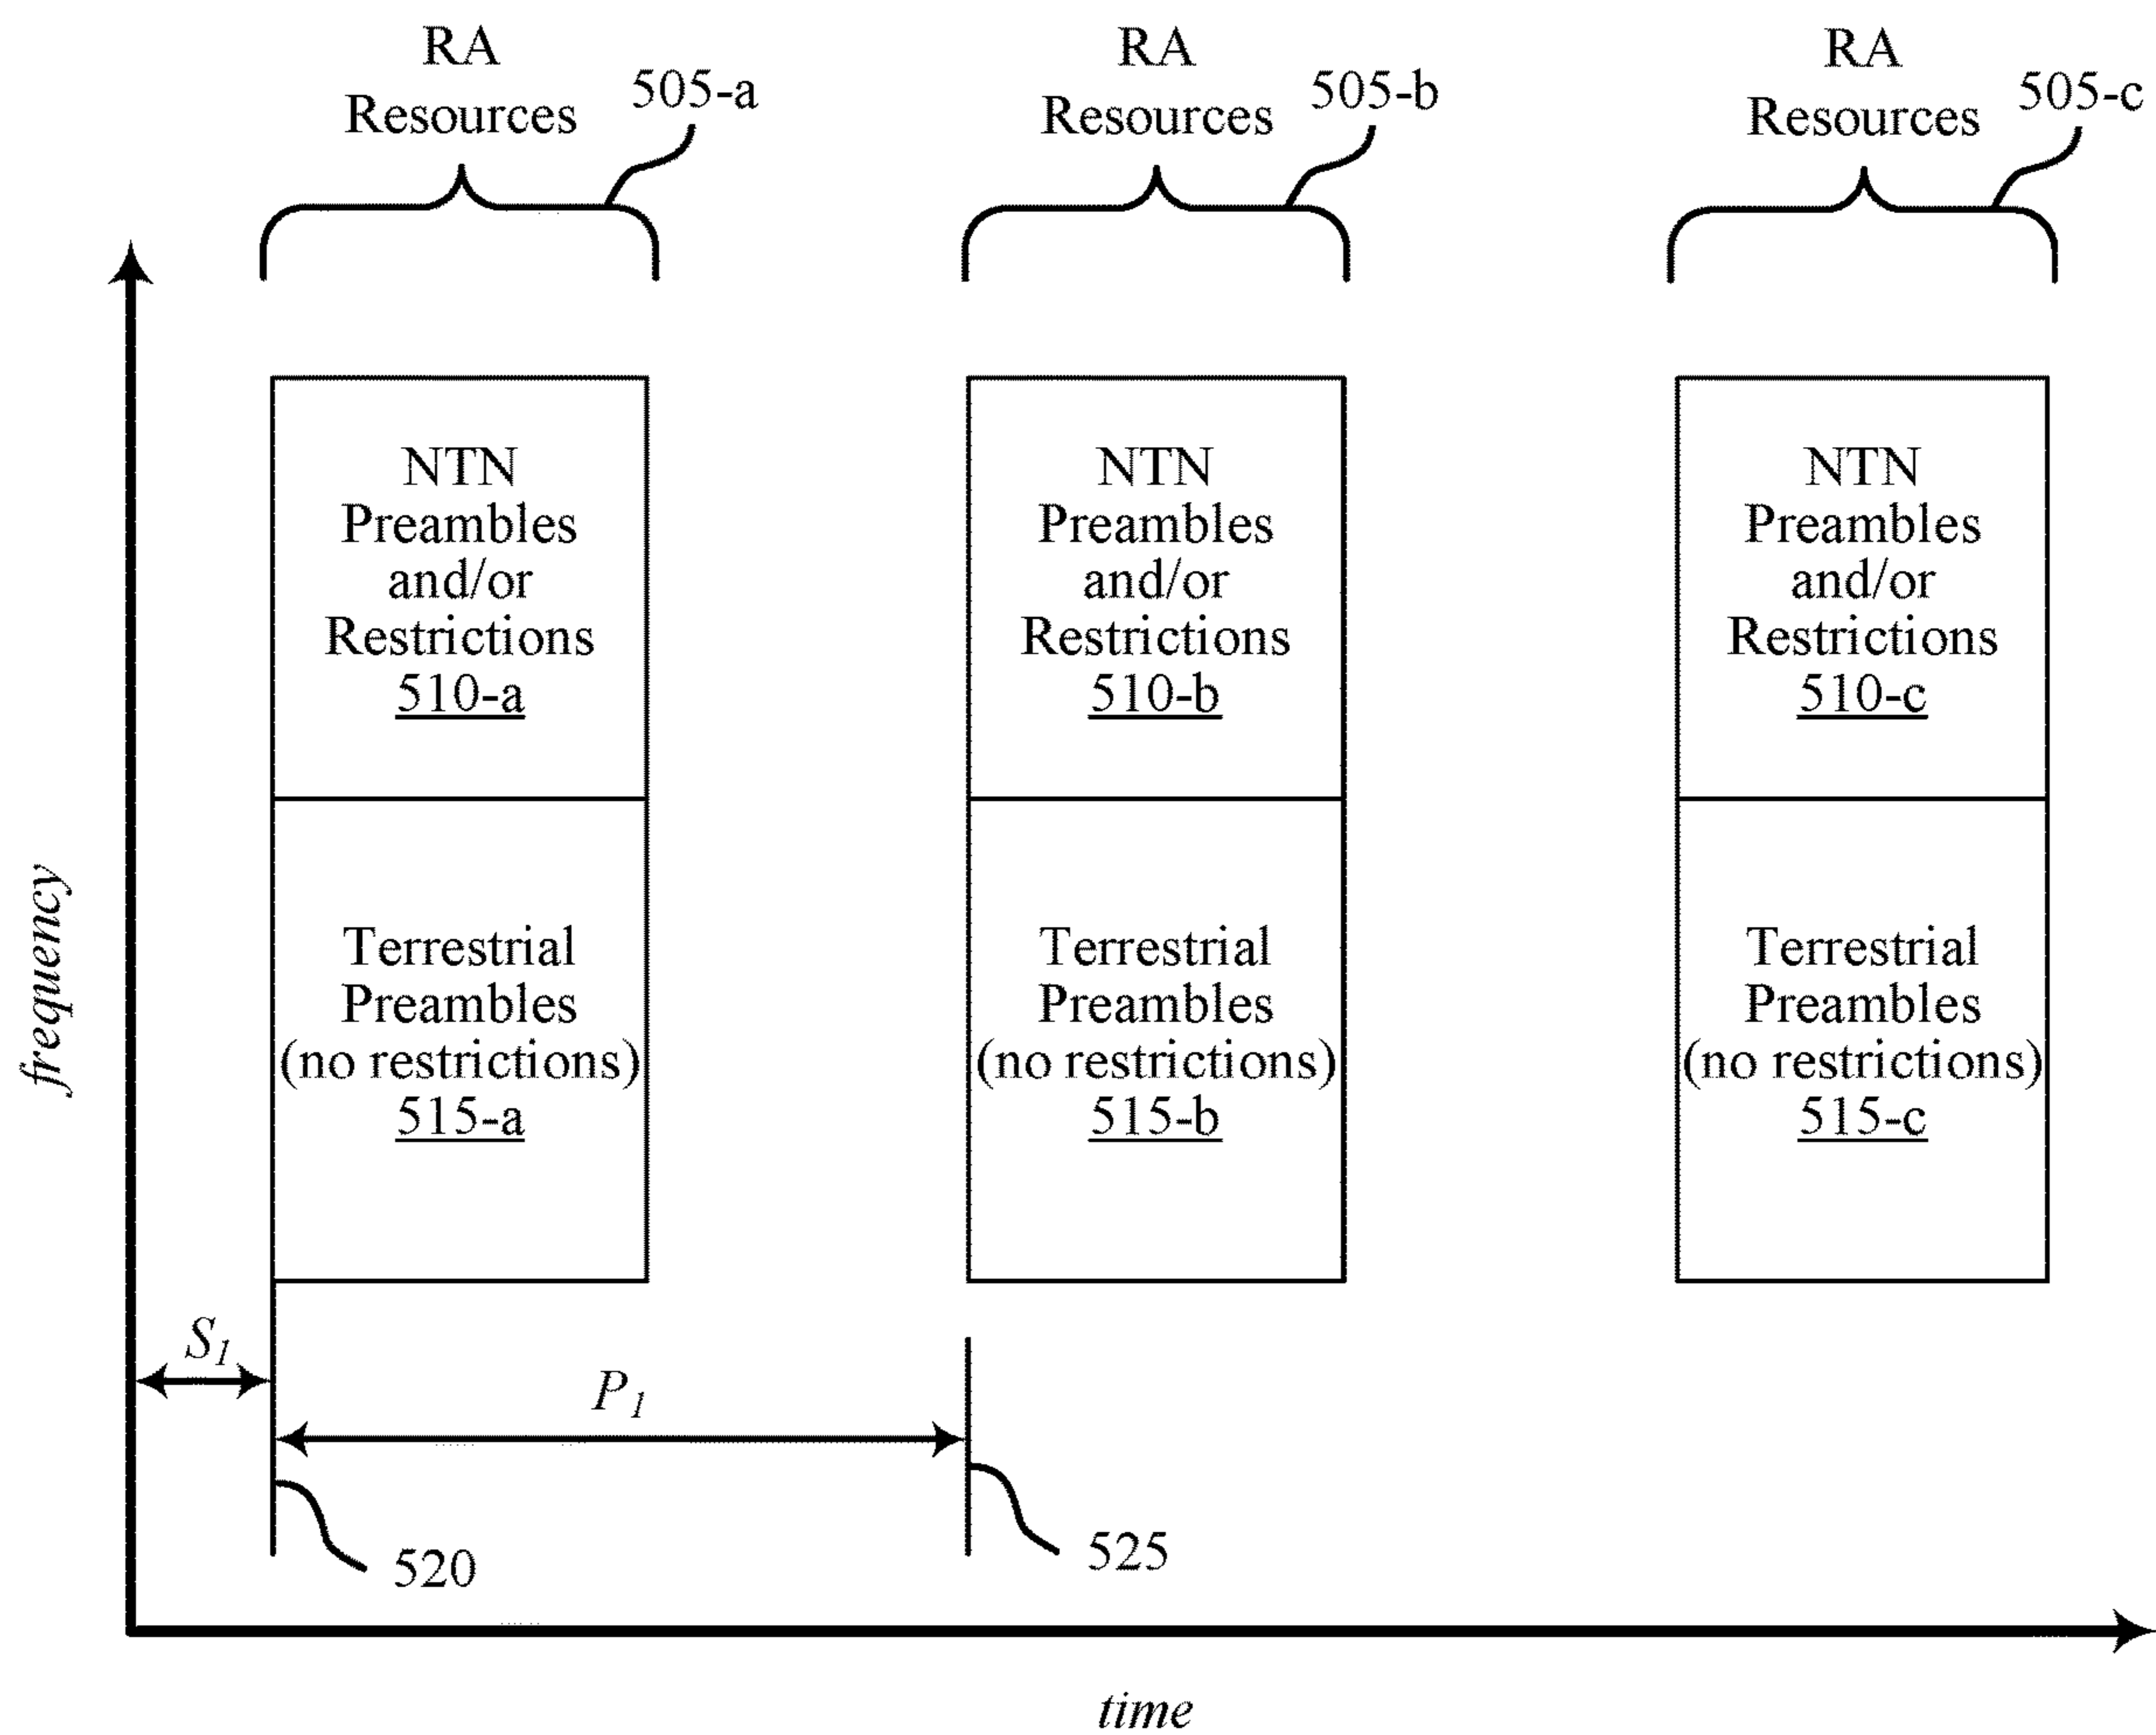 RA
Resources
505-a
RA
Resources
505-b
RA
Resources
505-c
NTN
Preambles
and/or
Restrictions
510-a
NTN
Preambles
and/or
Restrictions
510-b
NTN
Preambles
and/or
Restrictions
510-c
Terrestrial
Preambles
(no restrictions)
515-a
Terrestrial
Preambles
(no restrictions)
515-b
Terrestrial
Preambles
(no restrictions)
515-c
frequency
S1
P1
520
525
time